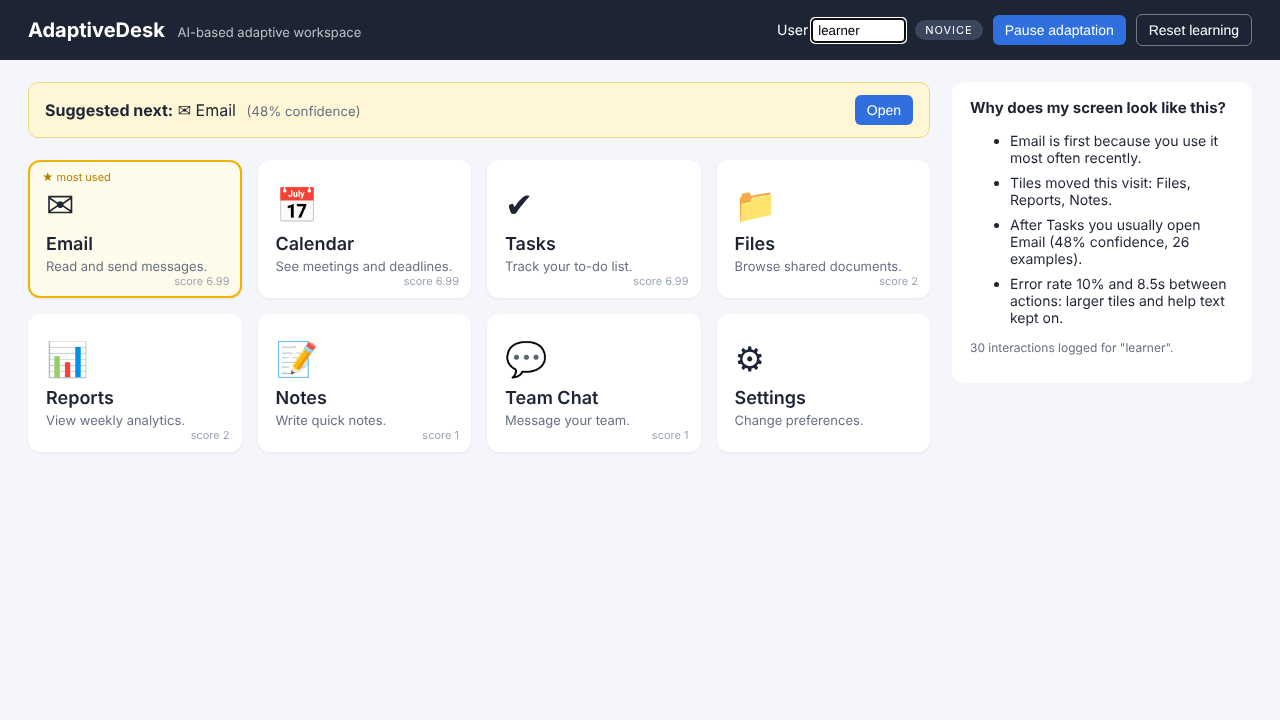 AdaptiveDesk AI-based adaptive workspace User learner NOVICE Pause adaptation Reset learning
Suggested next: ✉ Email (48% confidence) Open
★ most used
Email
Read and send messages.
score 6.99
July
17
Calendar
See meetings and deadlines.
score 6.99
Tasks
Track your to-do list.
score 6.99
Files
Browse shared documents.
score 2
Reports
View weekly analytics.
score 2
Notes
Write quick notes.
score 1
Team Chat
Message your team.
score 1
Settings
Change preferences.
Why does my screen look like this?
• Email is first because you use it
most often recently.
• Tiles moved this visit: Files,
Reports, Notes.
• After Tasks you usually open
Email (48% confidence, 26
examples).
• Error rate 10% and 8.5s between
actions: larger tiles and help text
kept on.
30 interactions logged for "learner".